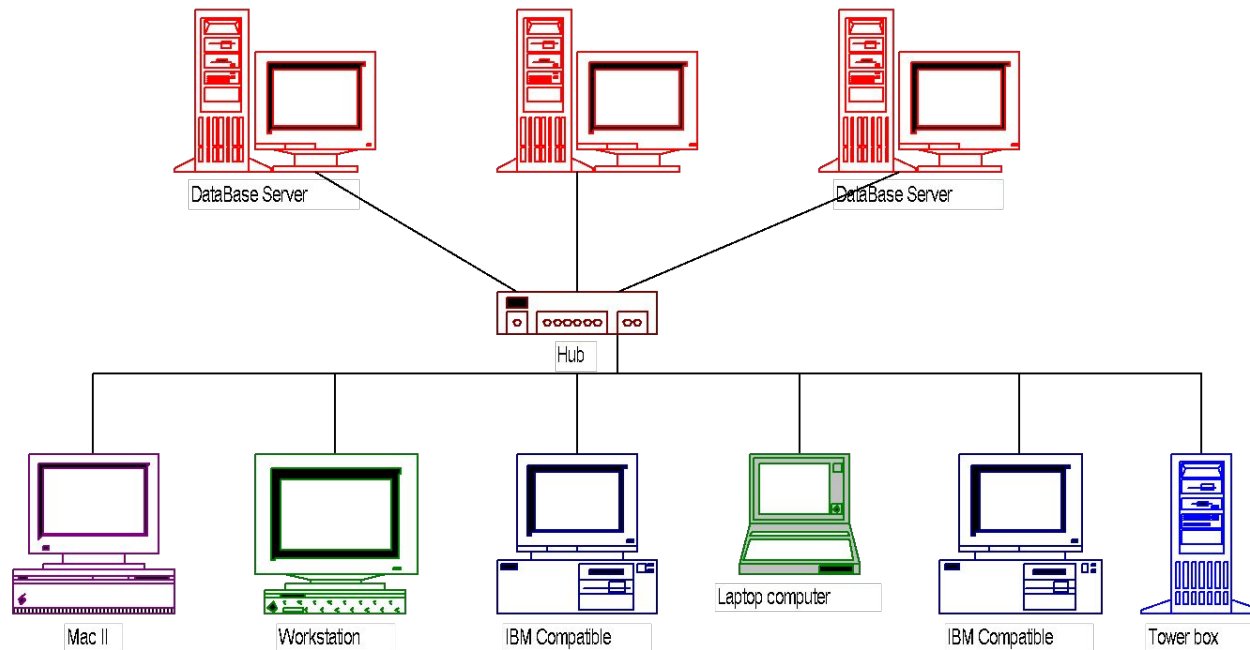 DataBase Server
DataBase Server
Hub
Mac II
Workstation
IBM Compatible
Laptop computer
IBM Compatible
Tower box